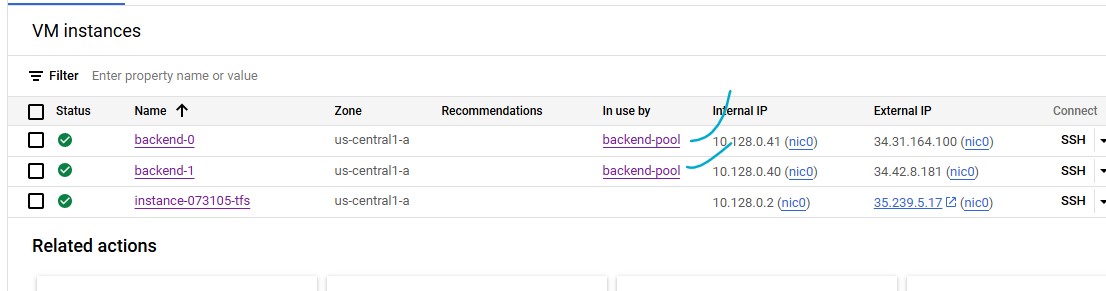 VM instances
Filter Enter property name or value
Status Name Zone Recommendations In use by Internal IP External IP Connect
backend-0 us-central1-a backend-pool 10.128.0.41 (nic0) 34.31.164.100 (nic0) SSH
backend-1 us-central1-a backend-pool 10.128.0.40 (nic0) 34.42.8.181 (nic0) SSH
instance-073105-tfs us-central1-a 10.128.0.2 (nic0) 35.239.5.17 (nic0) SSH
Related actions